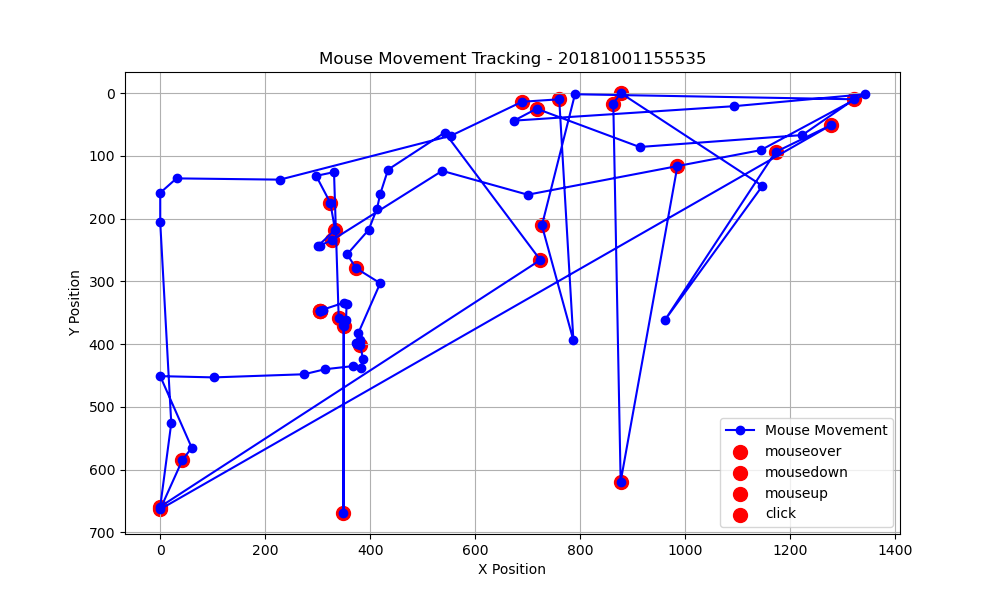 Mouse Movement Tracking - 20181001155535
Y Position
0
100
200
300
400
500
600
700
Mouse Movement
mouseover
mousedown
mouseup
click
0
200
400
600
800
1000
1200
1400
X Position